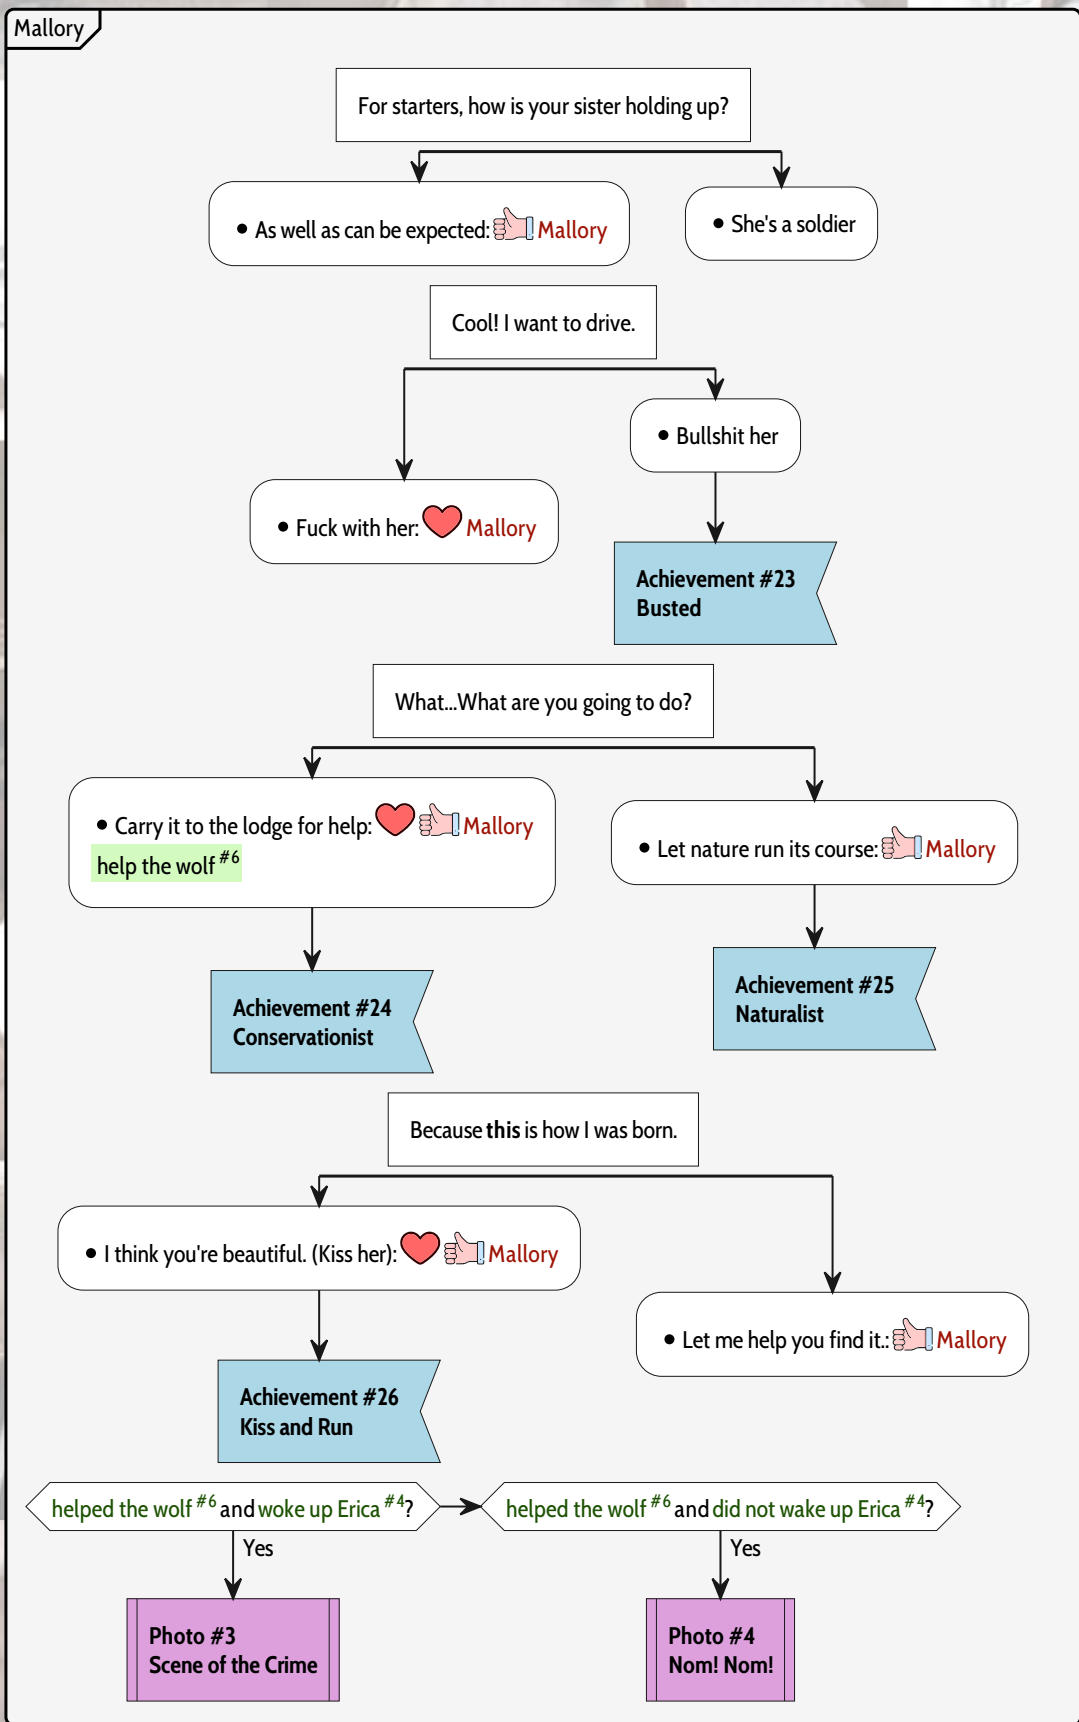 Mallory
For starters, how is your sister holding up?
• As well as can be expected: Mallory
• She's a soldier
Cool! I want to drive.
• Bullshit her
• Fuck with her: Mallory
Achievement #23
Busted
What...What are you going to do?
• Carry it to the lodge for help: Mallory
help the wolf #6
• Let nature run its course: Mallory
Achievement #24
Conservationist
Achievement #25
Naturalist
Because this is how I was born.
• I think you're beautiful. (Kiss her): Mallory
• Let me help you find it.: Mallory
Achievement #26
Kiss and Run
helped the wolf #6 and woke up Erica #4?
helped the wolf #6 and did not wake up Erica #4?
Yes
Yes
Photo #3
Scene of the Crime
Photo #4
Nom! Nom!